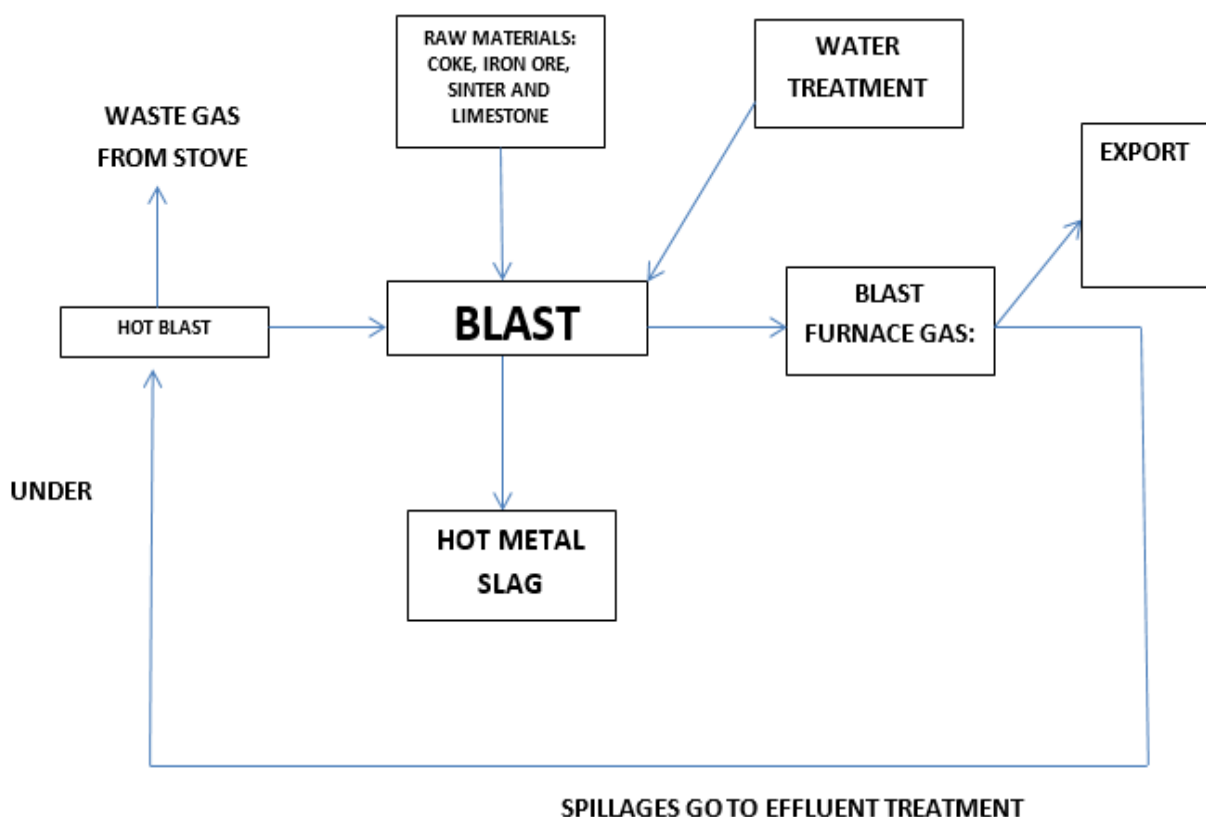 RAW MATERIALS:
COKE, IRON ORE,
SINTER AND
LIMESTONE
WATER
TREATMENT
WASTE GAS
FROM STOVE
EXPORT
HOT BLAST
BLAST
BLAST
FURNACE GAS:
UNDER
HOT METAL
SLAG
SPILLAGES GO TO EFFLUENT TREATMENT